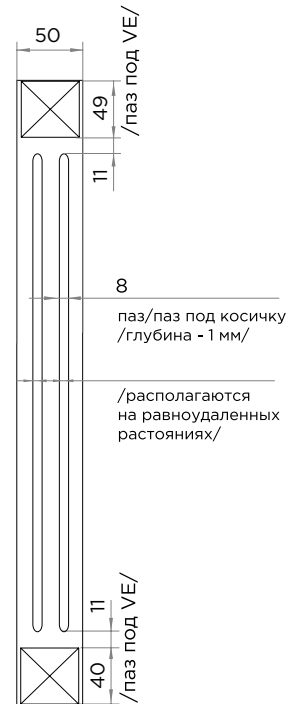 50
49
/паз под VE/
11
8
паз/паз под косичку
/глубина - 1 мм/
/располагаются
на равноудаленных
растояниях/
11
40
/паз под VE/